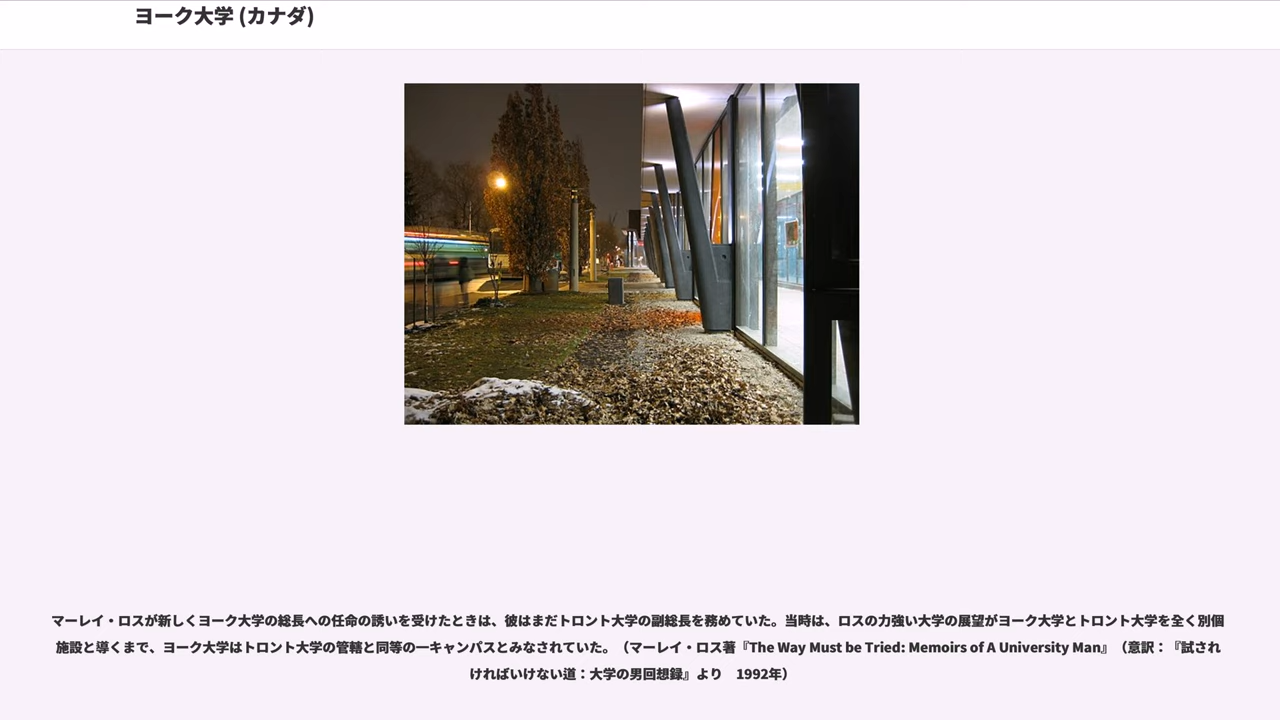 ヨーク大学 (カナダ)
マーレイ・ロスが新しくヨーク大学の総長への任命の誘いを受けたときは、彼はまだトロント大学の副総長を務めていた。当時は、ロスの力強い大学の展望がヨーク大学とトロント大学を全く別個
施設と導くまで、ヨーク大学はトロント大学の管轄と同等の一キャンパスとみなされていた。（マーレイ・ロス著『The Way Must be Tried: Memoirs of A University Man』（意訳：『試され
ければいけない道：大学の男回想録』より　1992年）